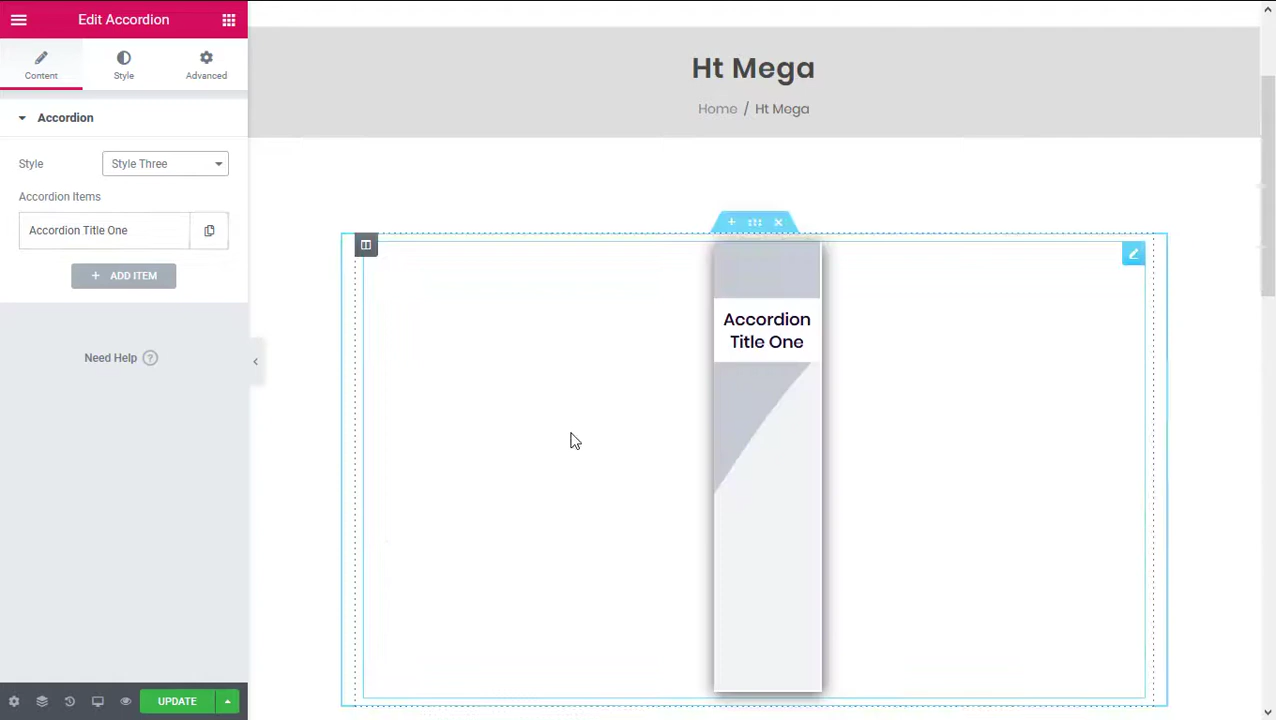 Edit Accordion
Content
Style
Advanced
Accordion
Style
Style Three
Accordion Items
Accordion Title One
ADD ITEM
Need Help
UPDATE
Ht Mega
Home / Ht Mega
Accordion
Title One